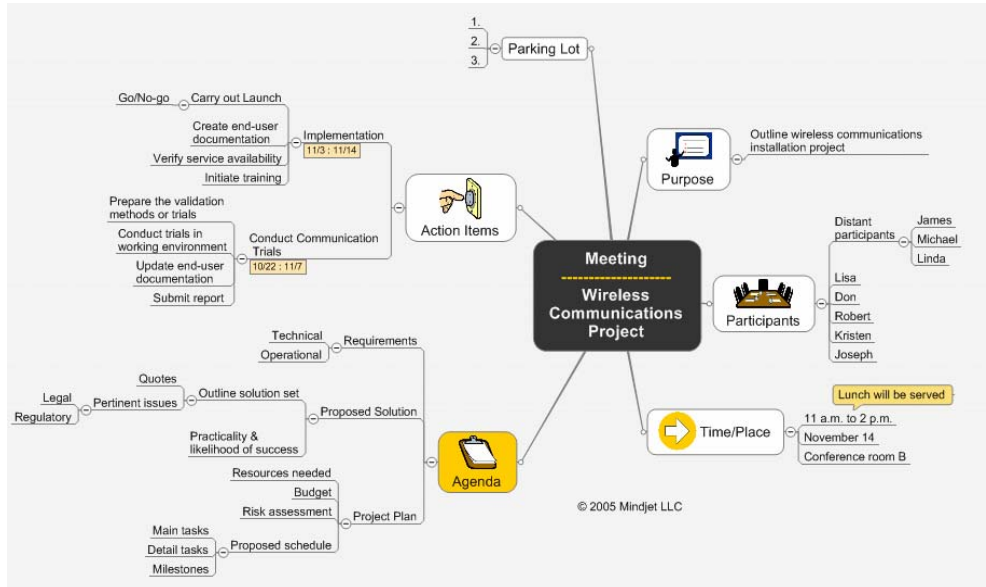 1.
2.
3.
Parking Lot
Go/No-go
Carry out Launch
Create end-user
documentation
Verify service availability
Initiate training
Implementation
11/3 : 11/14
Prepare the validation
methods or trials
Conduct trials in
working environment
Update end-user
documentation
Submit report
Conduct Communication
Trials
10/22 : 11/7
Action Items
Purpose
Outline wireless communications
installation project
Meeting
Wireless
Communications
Project
Participants
Distant
participants
James
Michael
Linda
Lisa
Don
Robert
Kristen
Joseph
Technical
Operational
Requirements
Quotes
Legal
Regulatory
Pertinent issues
Outline solution set
Practicality &
likelihood of success
Proposed Solution
Resources needed
Budget
Risk assessment
Main tasks
Detail tasks
Milestones
Proposed schedule
Project Plan
Agenda
Time/Place
Lunch will be served
11 a.m. to 2 p.m.
November 14
Conference room B
© 2005 Mindjet LLC